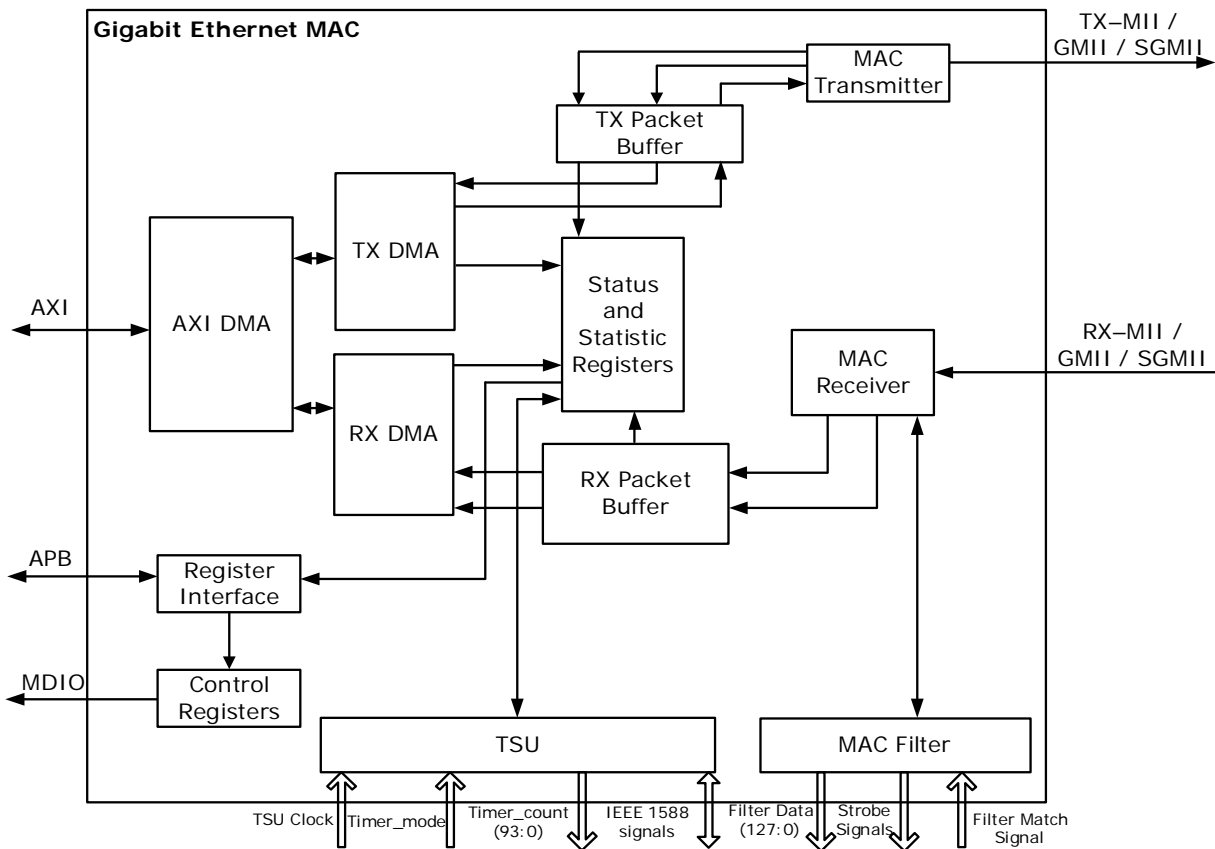 Gigabit Ethernet MAC
TX–MII /
GMII / SGMII
MAC
Transmitter
TX Packet
Buffer
TX DMA
AXI
AXI DMA
Status
and
Statistic
Registers
RX–MII /
GMII / SGMII
MAC
Receiver
RX DMA
RX Packet
Buffer
APB
Register
Interface
MDIO
Control
Registers
TSU
MAC Filter
TSU Clock
Timer_mode
Timer_count
(93:0)
IEEE 1588
signals
Filter Data
(127:0)
Strobe
Signals
Filter Match
Signal